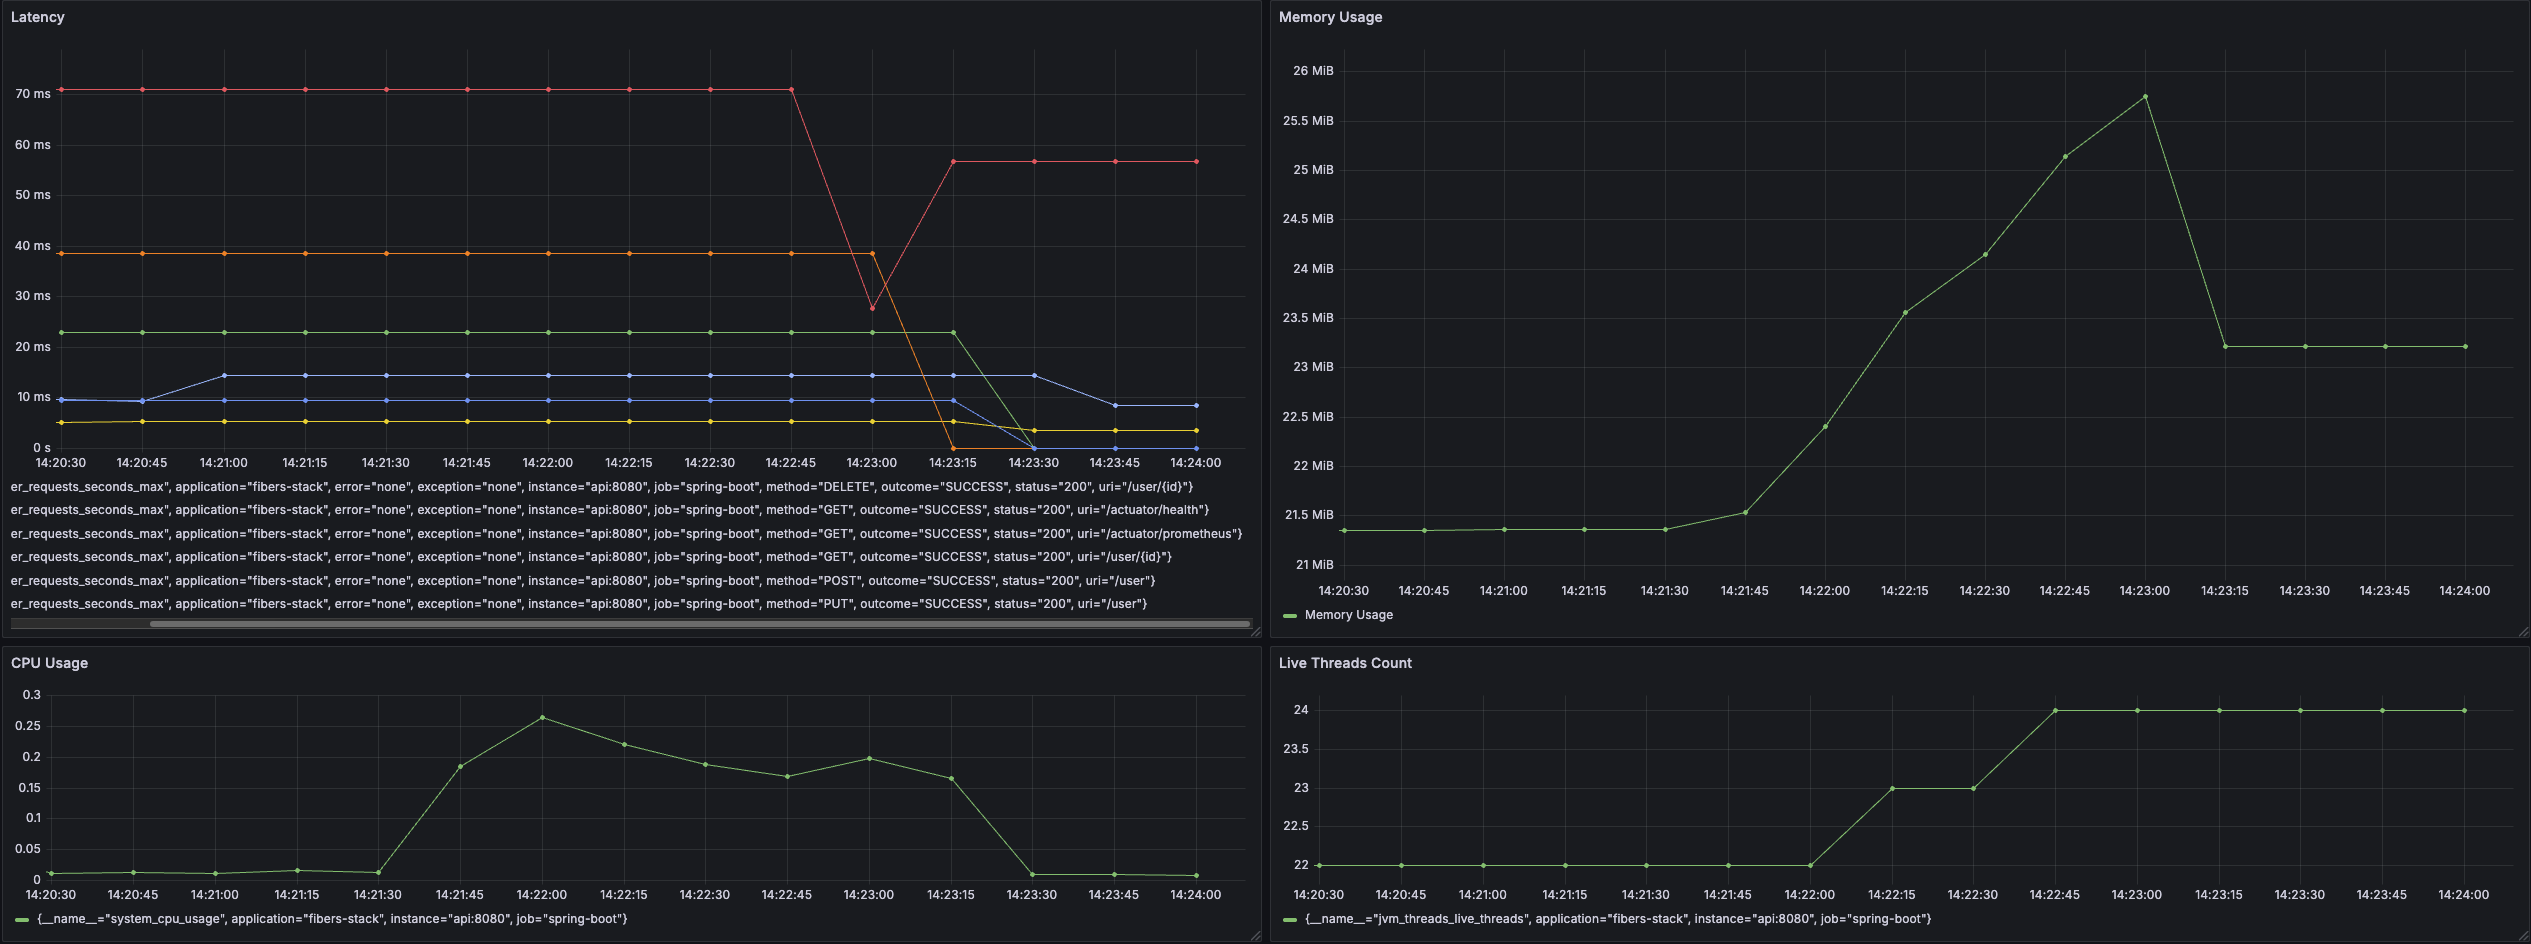 Latency
70 ms
60 ms
50 ms
40 ms
30 ms
20 ms
10 ms
0 s
14:20:30 14:20:45 14:21:00 14:21:15 14:21:30 14:21:45 14:22:00 14:22:15 14:22:30 14:22:45 14:23:00 14:23:15 14:23:30 14:23:45 14:24:00
er_requests_seconds_max", application="fibers-stack", error="none", exception="none", instance="api:8080", job="spring-boot", method="DELETE", outcome="SUCCESS", status="200", uri="/user/{id}"}
er_requests_seconds_max", application="fibers-stack", error="none", exception="none", instance="api:8080", job="spring-boot", method="GET", outcome="SUCCESS", status="200", uri="/actuator/health"}
er_requests_seconds_max", application="fibers-stack", error="none", exception="none", instance="api:8080", job="spring-boot", method="GET", outcome="SUCCESS", status="200", uri="/actuator/prometheus"}
er_requests_seconds_max", application="fibers-stack", error="none", exception="none", instance="api:8080", job="spring-boot", method="GET", outcome="SUCCESS", status="200", uri="/user/{id}"}
er_requests_seconds_max", application="fibers-stack", error="none", exception="none", instance="api:8080", job="spring-boot", method="POST", outcome="SUCCESS", status="200", uri="/user"}
er_requests_seconds_max", application="fibers-stack", error="none", exception="none", instance="api:8080", job="spring-boot", method="PUT", outcome="SUCCESS", status="200", uri="/user"}
Memory Usage
26 MiB
25.5 MiB
25 MiB
24.5 MiB
24 MiB
23.5 MiB
23 MiB
22.5 MiB
22 MiB
21.5 MiB
21 MiB
14:20:30 14:20:45 14:21:00 14:21:15 14:21:30 14:21:45 14:22:00 14:22:15 14:22:30 14:22:45 14:23:00 14:23:15 14:23:30 14:23:45 14:24:00
Memory Usage
CPU Usage
0.3
0.25
0.2
0.15
0.1
0.05
0
14:20:30 14:20:45 14:21:00 14:21:15 14:21:30 14:21:45 14:22:00 14:22:15 14:22:30 14:22:45 14:23:00 14:23:15 14:23:30 14:23:45 14:24:00
{__name__="system_cpu_usage", application="fibers-stack", instance="api:8080", job="spring-boot"}
Live Threads Count
24
23.5
23
22.5
22
14:20:30 14:20:45 14:21:00 14:21:15 14:21:30 14:21:45 14:22:00 14:22:15 14:22:30 14:22:45 14:23:00 14:23:15 14:23:30 14:23:45 14:24:00
{__name__="jvm_threads_live_threads", application="fibers-stack", instance="api:8080", job="spring-boot"}